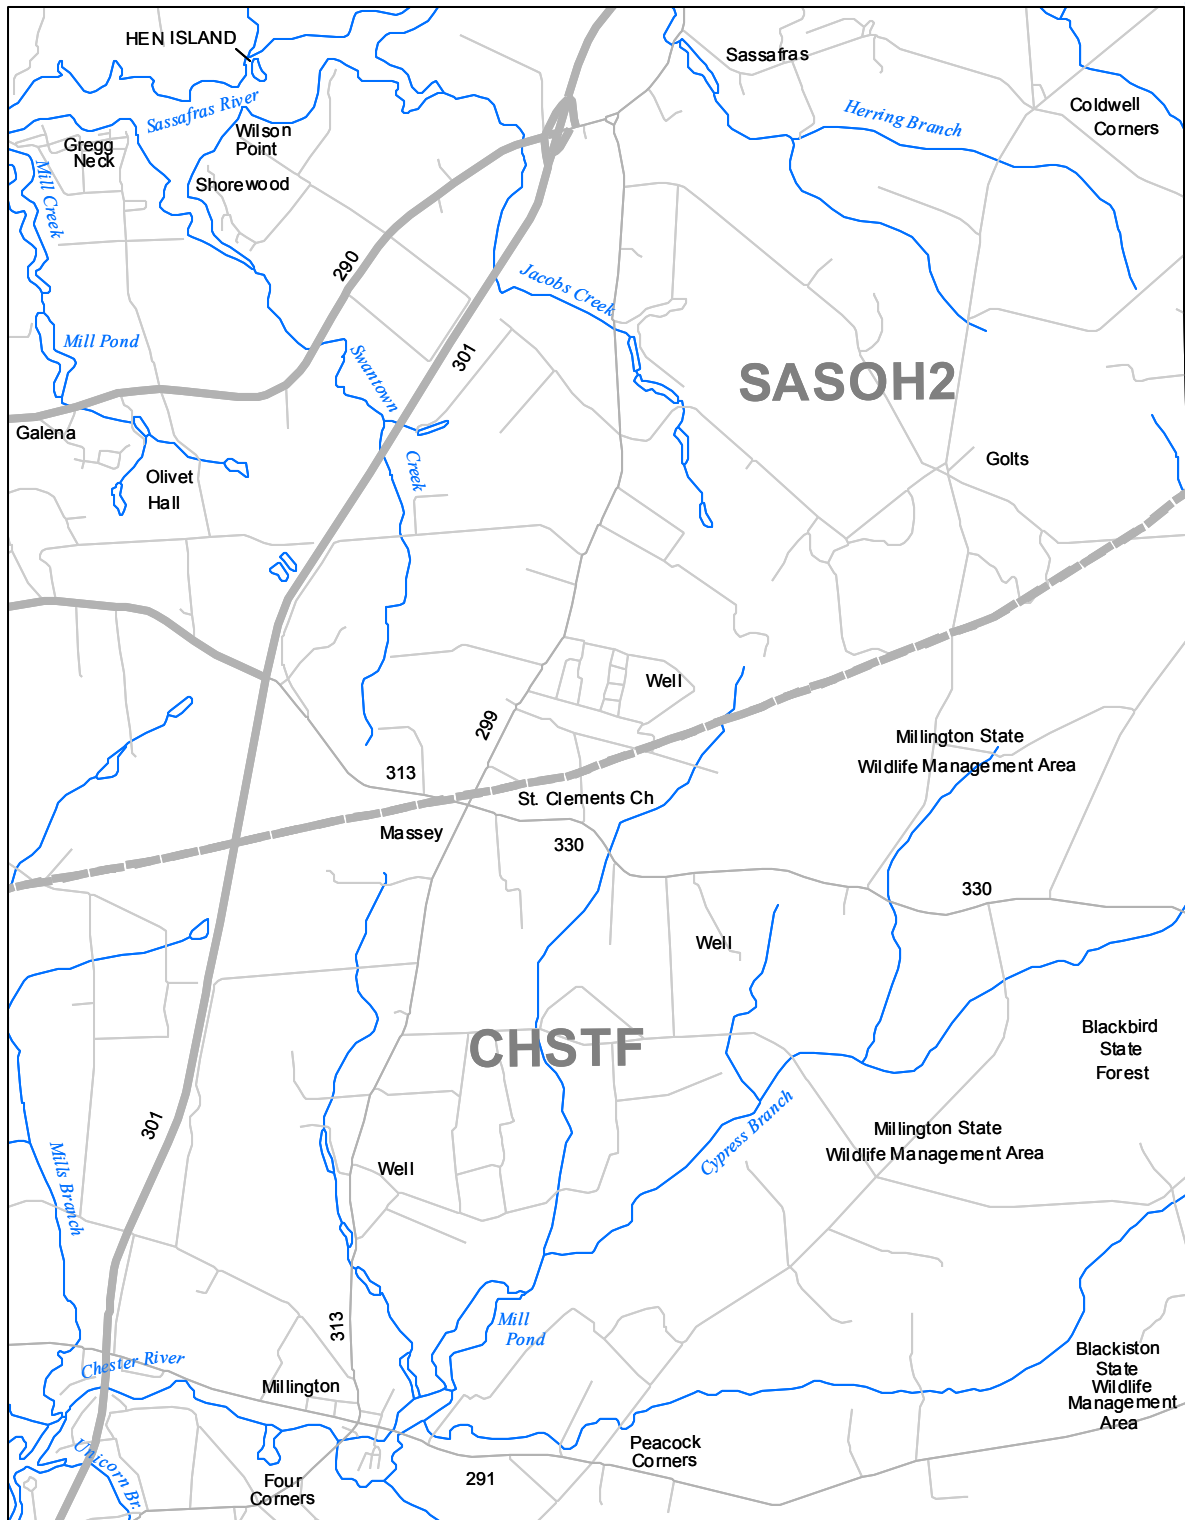 HEN ISLAND
Sassafras
Sassafras River
Herring Branch
Coldwell
Corners
Wilson
Point
Gregg
Neck
Mill Creek
Shorewood
290
Jacobs Creek
Mill Pond
301
Swantown
Creek
SASOH2
Galena
Golts
Olivet
Hall
Well
299
Millington State
Wildlife Management Area
313
St. Clements Ch
Massey
330
330
Well
Blackbird
State
Forest
CHSTF
301
Cypress Branch
Millington State
Wildlife Management Area
Mills Branch
Well
313
Mill
Pond
Chester River
Blackiston
State
Wildlife
Management
Area
Millington
Peacock
Corners
Unicorn Br.
291
Four
Corners